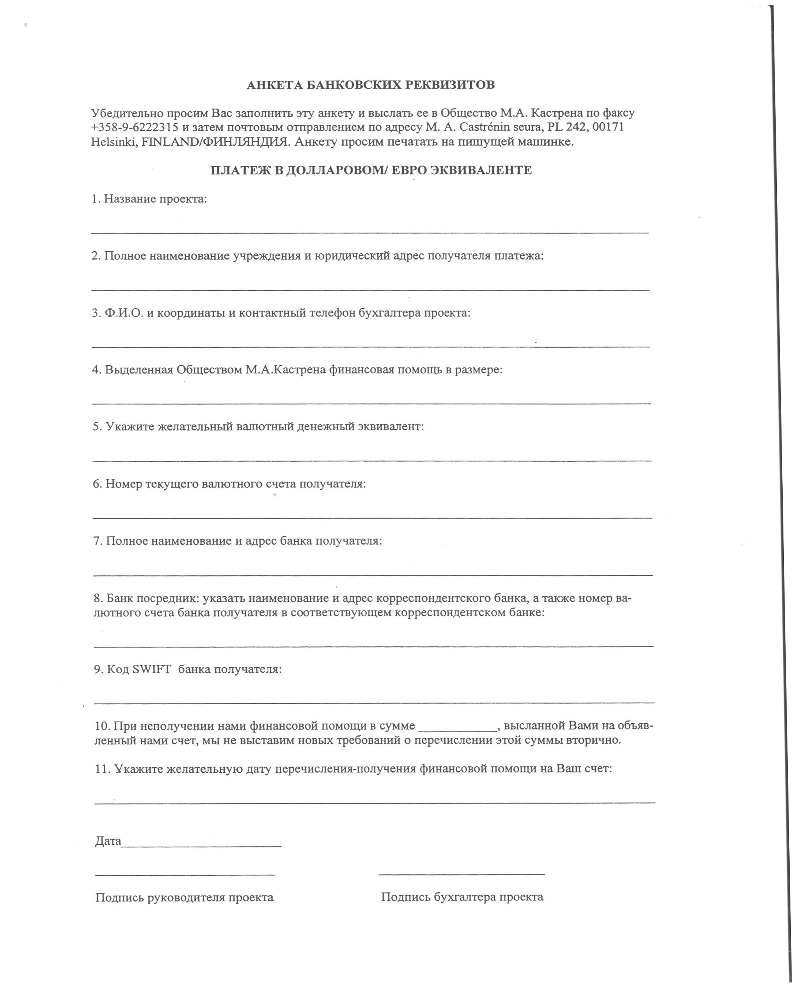 АНКЕТА БАНКОВСКИХ РЕКВИЗИТОВ
Убедительно просим Вас заполнить эту анкету и выслать ее в Общество М.А. Кастрена по факсу
+358-9-6222315 и затем почтовым отправлением по адресу M. A. Castrénin seura, PL 242, 00171
Helsinki, FINLAND/ФИНЛЯНДИЯ. Анкету просим печатать на пишущей машинке.
ПЛАТЕЖ В ДОЛЛАРОВОМ/ ЕВРО ЭКВИВАЛЕНТЕ
1. Название проекта:
2. Полное наименование учреждения и юридический адрес получателя платежа:
3. Ф.И.О. и координаты и контактный телефон бухгалтера проекта:
4. Выделенная Обществом М.А.Кастрена финансовая помощь в размере:
5. Укажите желательный валютный денежный эквивалент:
6. Номер текущего валютного счета получателя:
7. Полное наименование и адрес банка получателя:
8. Банк посредник: указать наименование и адрес корреспондентского банка, а также номер ва-
лютного счета банка получателя в соответствующем корреспондентском банке:
9. Код SWIFT банка получателя:
10. При неполучении нами финансовой помощи в сумме ____________, высланной Вами на объяв-
ленный нами счет, мы не выставим новых требований о перечислении этой суммы вторично.
11. Укажите желательную дату перечисления-получения финансовой помощи на Ваш счет:
Дата_________________________
Подпись руководителя проекта
Подпись бухгалтера проекта